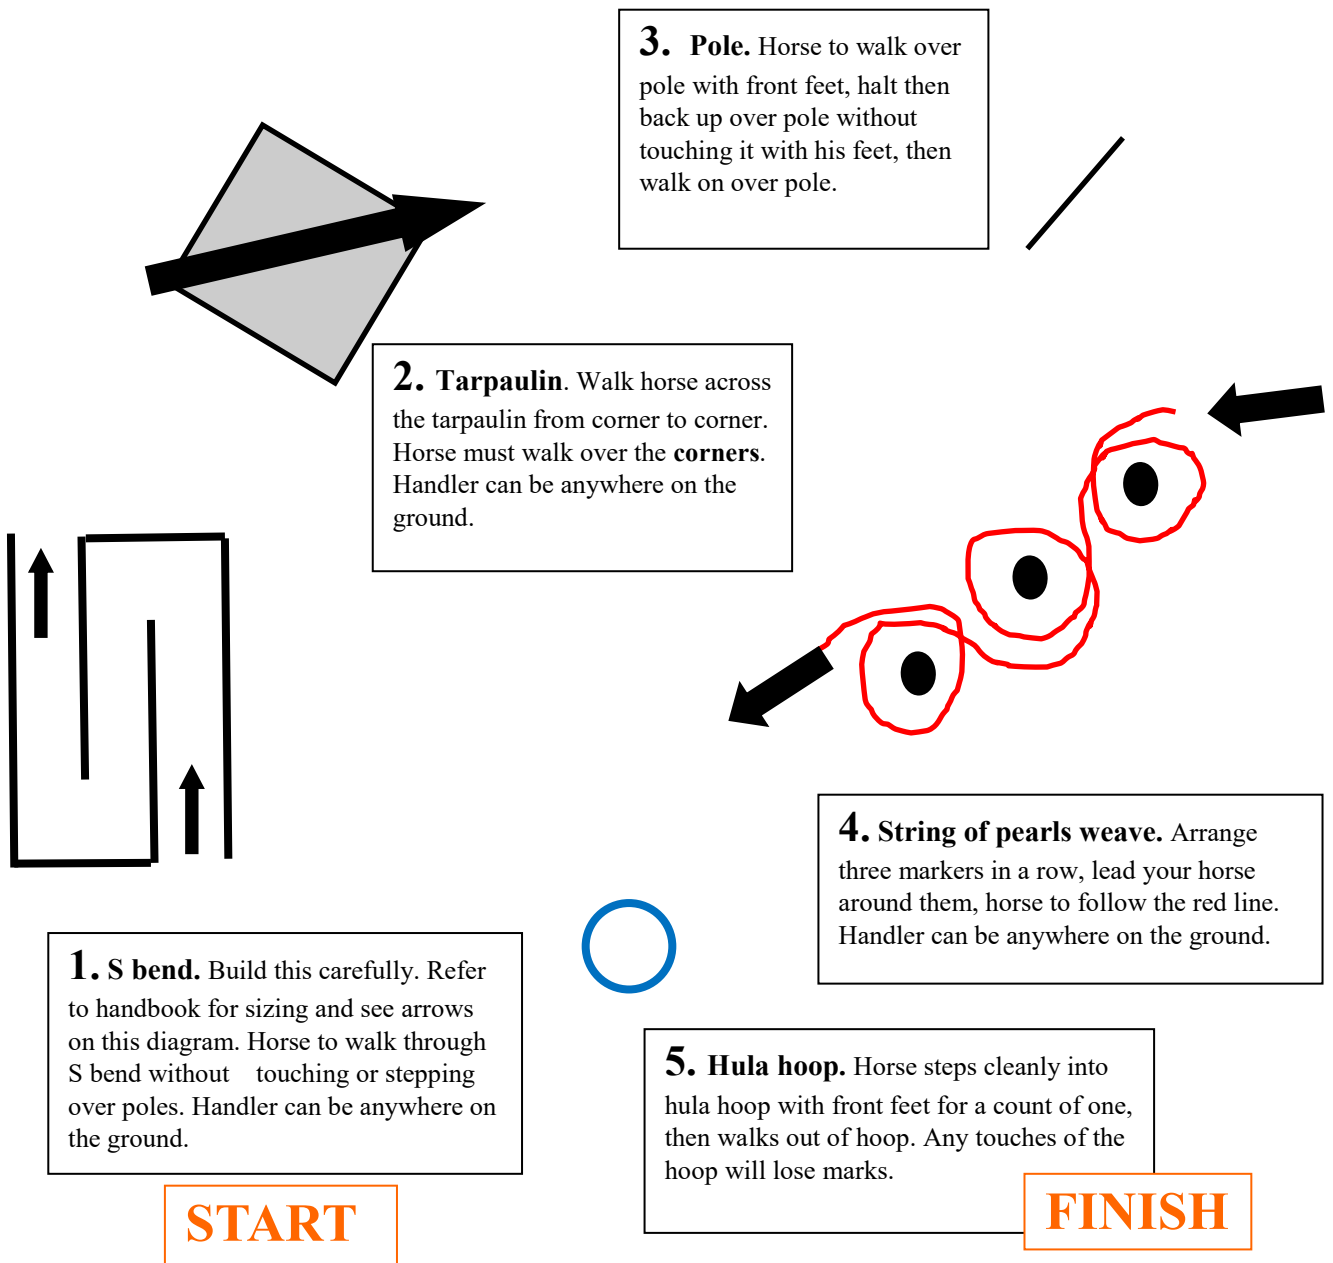 3. Pole. Horse to walk over
pole with front feet, halt then
back up over pole without
touching it with his feet, then
walk on over pole.
2. Tarpaulin. Walk horse across
the tarpaulin from corner to corner.
Horse must walk over the corners.
Handler can be anywhere on the
ground.
4. String of pearls weave. Arrange
three markers in a row, lead your horse
around them, horse to follow the red line.
Handler can be anywhere on the ground.
1. S bend. Build this carefully. Refer
to handbook for sizing and see arrows
on this diagram. Horse to walk through
S bend without    touching or stepping
over poles. Handler can be anywhere on
the ground.
5. Hula hoop. Horse steps cleanly into
hula hoop with front feet for a count of one,
then walks out of hoop. Any touches of the
hoop will lose marks.
START
FINISH